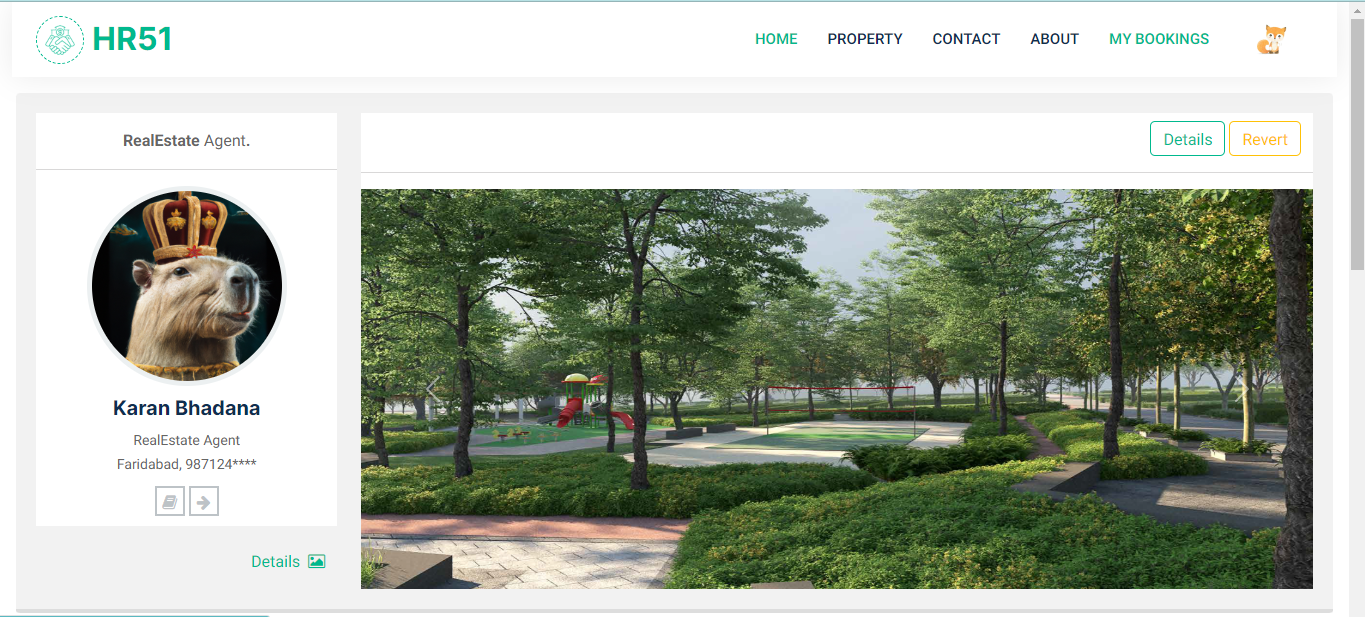 HR51
HOME PROPERTY CONTACT ABOUT MY BOOKINGS
RealEstate Agent.
Details Revert
Karan Bhadana
RealEstate Agent
Faridabad, 987124****
Details